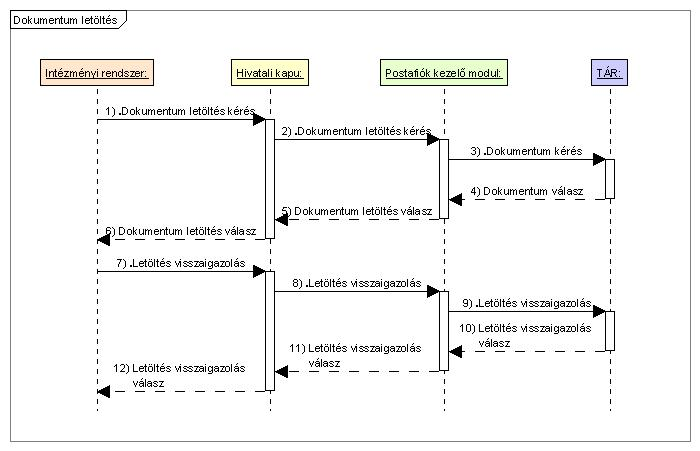 Dokumentum letöltés
Intézményi rendszer:
Hivatali kapu:
Postafiók kezelő modul:
TÁR:
1) .Dokumentum letöltés kérés
2) .Dokumentum letöltés kérés
3) .Dokumentum kérés
4) Dokumentum válasz
5) Dokumentum letöltés válasz
6) Dokumentum letöltés válasz
7) .Letöltés visszaigazolás
8) .Letöltés visszaigazolás
9) .Letöltés visszaigazolás
10) Letöltés visszaigazolás
válasz
11) Letöltés visszaigazolás
válasz
12) Letöltés visszaigazolás
válasz